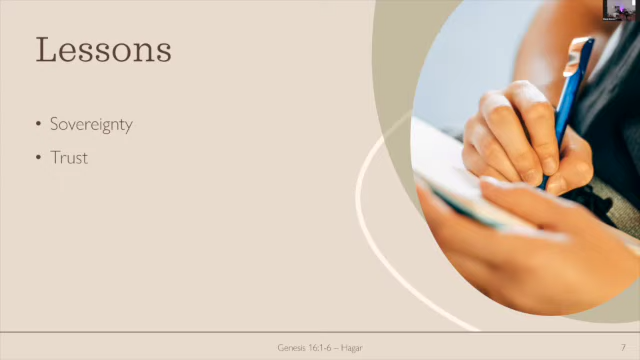 Lessons
• Sovereignty
• Trust
Genesis 16:1-6 – Hagar
7